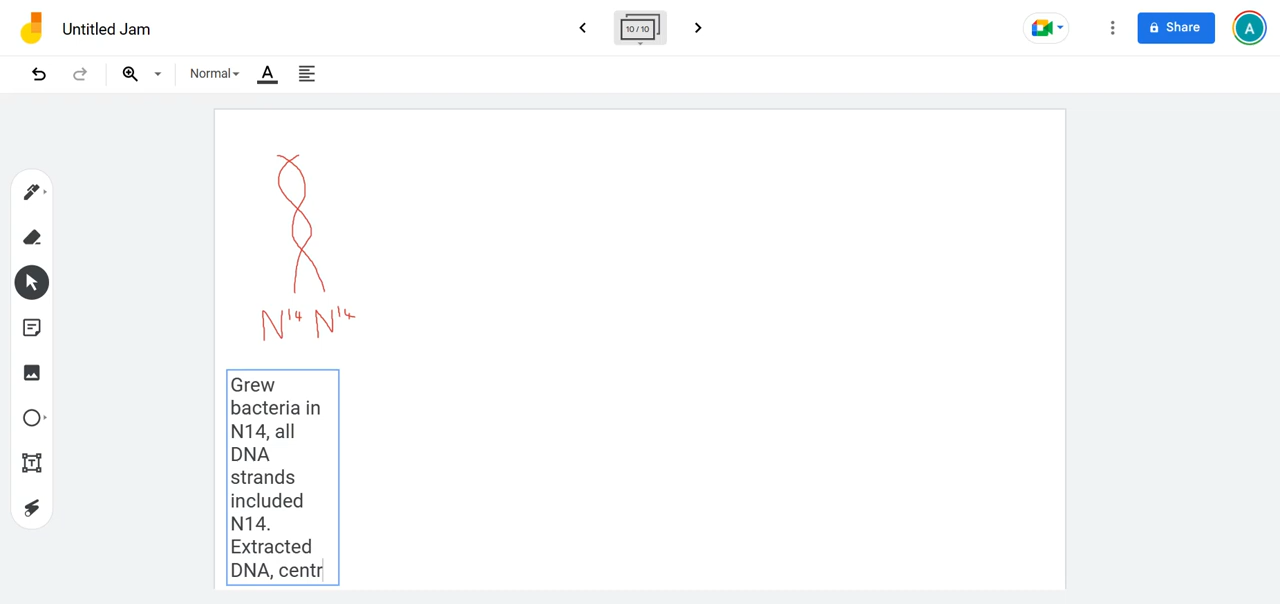 Untitled Jam
10 / 10
Share
A
Normal
A
N14 N14
Grew
bacteria in
N14, all
DNA
strands
included
N14.
Extracted
DNA, centr